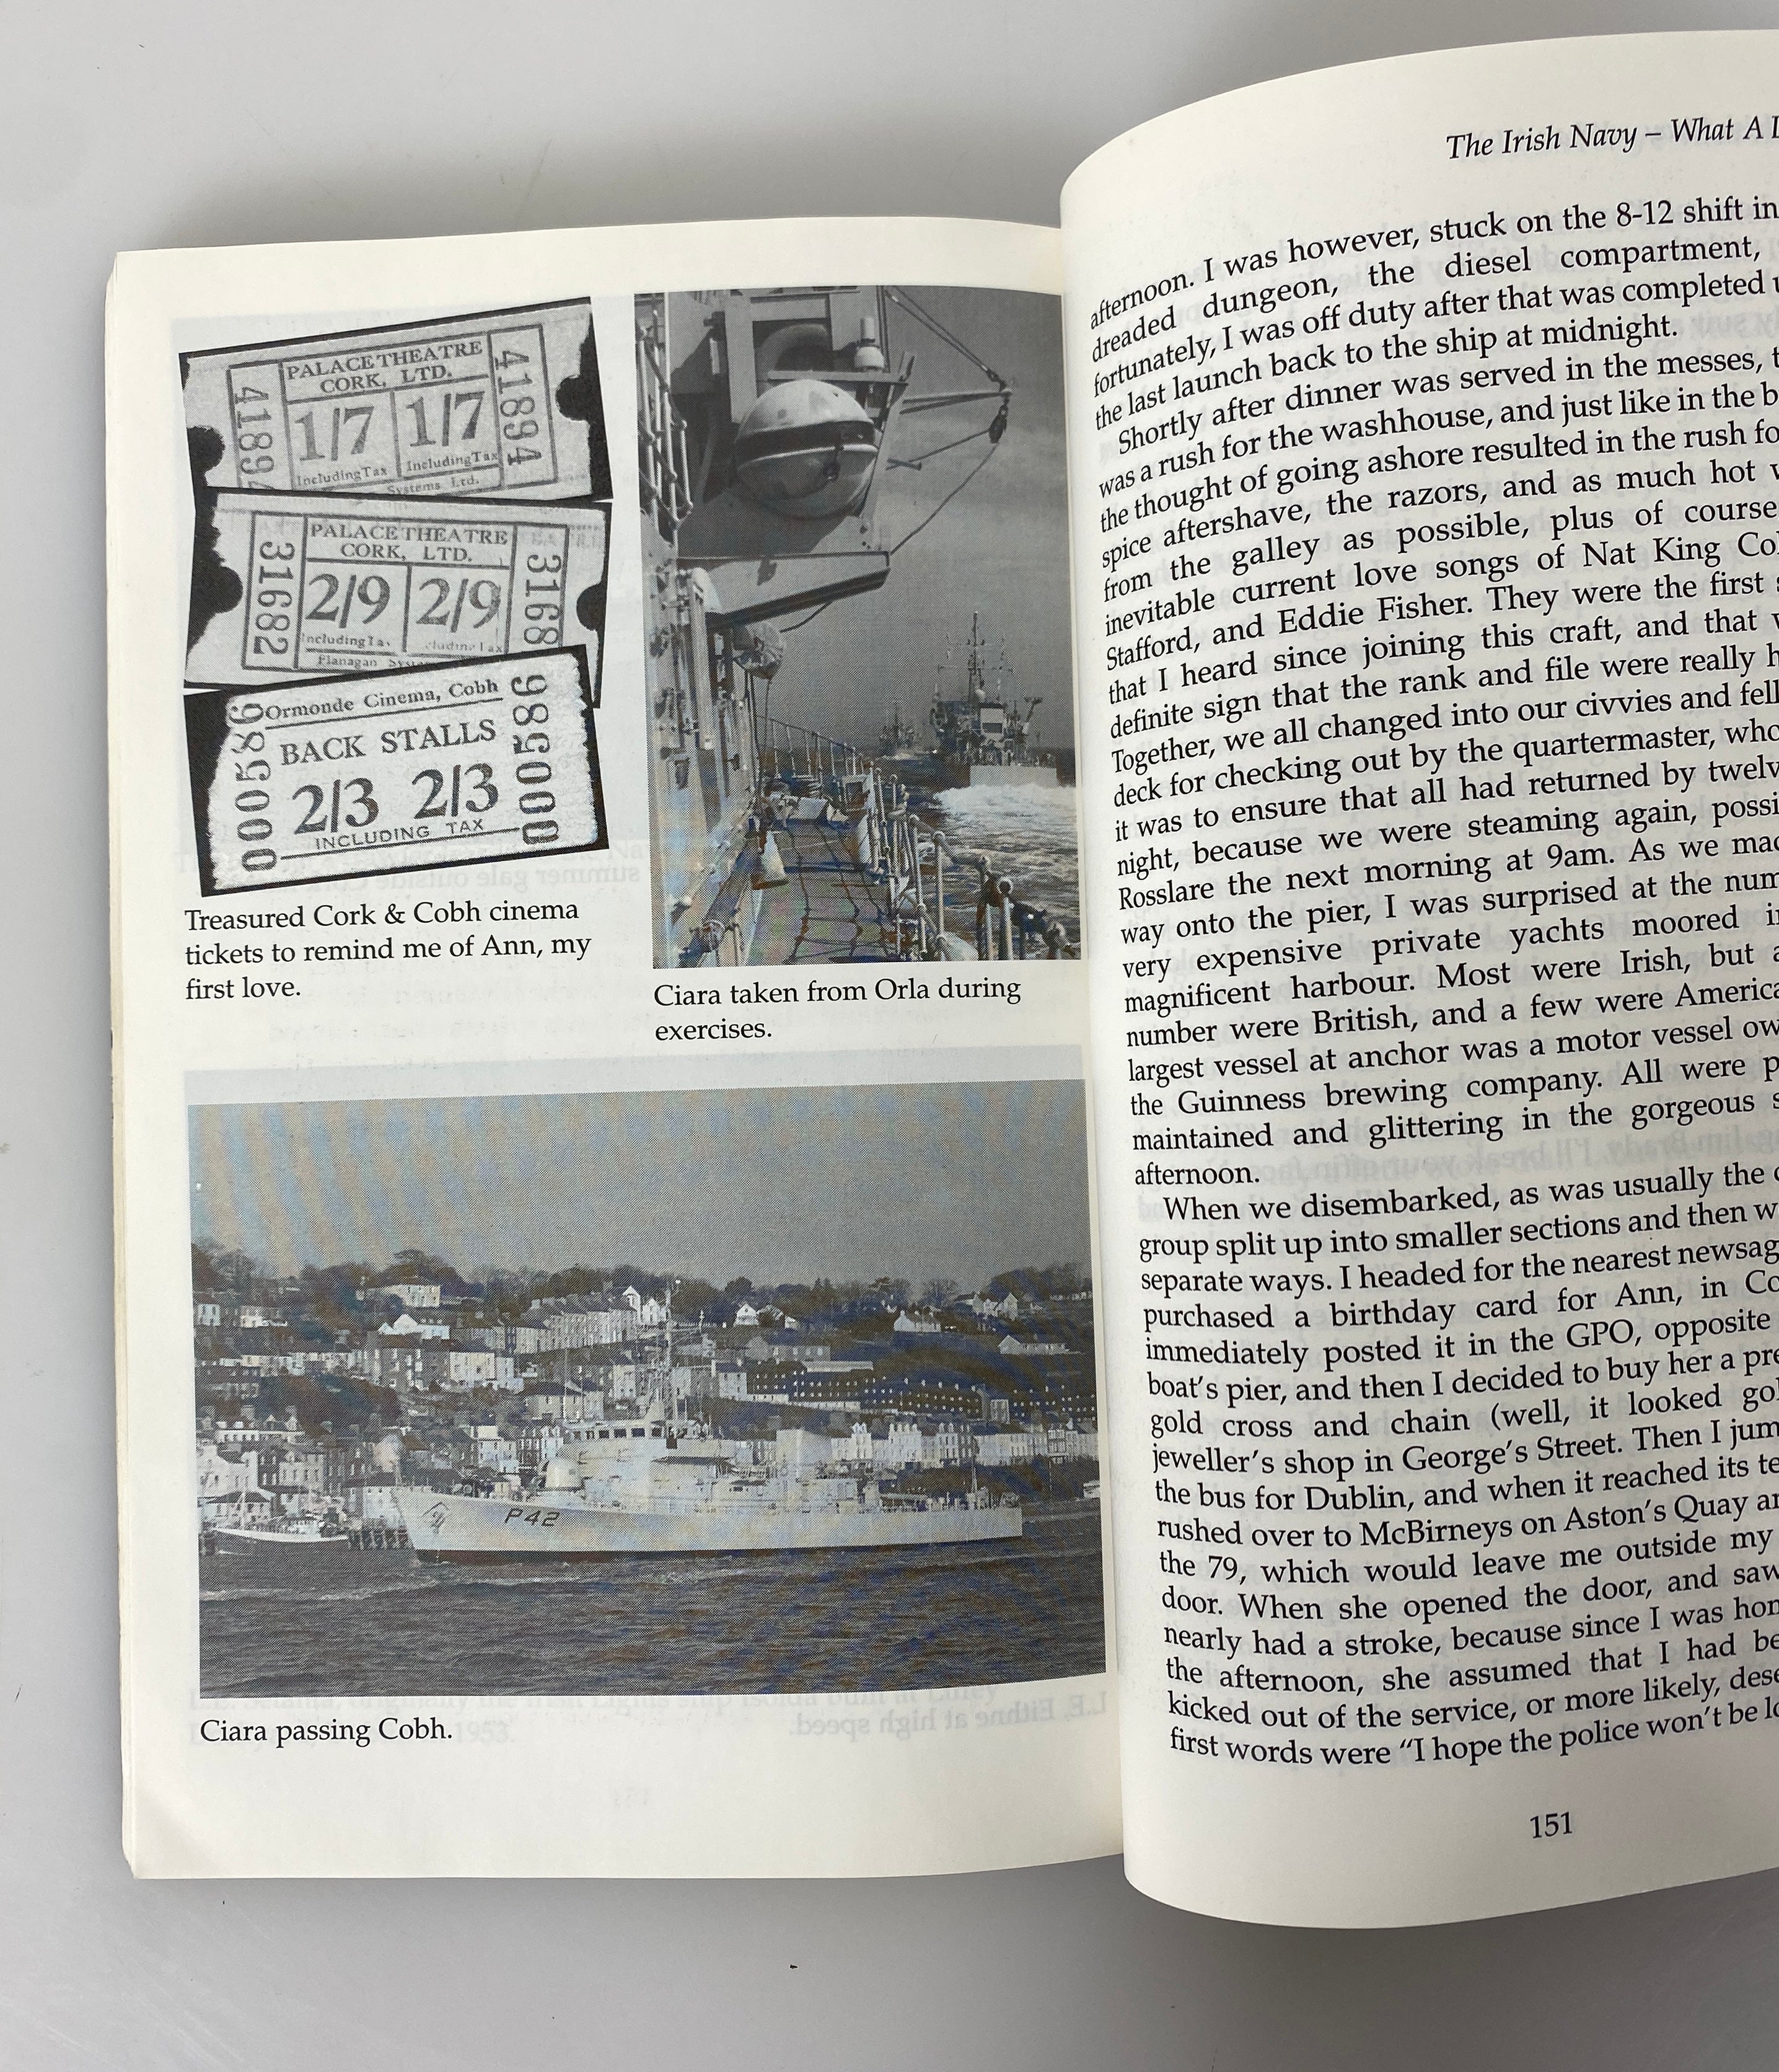 PALACE THEATRE
CORK, LTD.
41894
1/7 1/7
41894
Including Tax Including Tax
Systems Ltd.
PALACE THEATRE
CORK, LTD.
31682
2/9 2/9
3168
Including Ta
Flanagan
Ormonde Cinema, Cobh
985000
BACK STALLS
2/3 2/3
985000
INCLUDING TAX
Treasured Cork & Cobh cinema
tickets to remind me of Ann, my
first love.
Ciara taken from Orla during
exercises.
P42
Ciara passing Cobh.
L.E. Eithne at high speed.
The Irish Navy – What A
afternoon. I was however, stuck on the 8-12 shift in
dreaded dungeon, the diesel compartment,
fortunately, I was off duty after that was completed
the last launch back to the ship at midnight.
Shortly after dinner was served in the messes,
was a rush for the washhouse, and just like in the
the thought of going ashore resulted in the rush
spice aftershave, the razors, and as much hot
from the galley as possible, plus of course
inevitable current love songs of Nat King
Stafford, and Eddie Fisher. They were the first
that I heard since joining this craft, and that
definite sign that the rank and file were really
Together, we all changed into our civvies and fell
deck for checking out by the quartermaster, who
it was to ensure that all had returned by
night, because we were steaming again,
Rosslare the next morning at 9am. As we
way onto the pier, I was surprised at the
very expensive private yachts moored
magnificent harbour. Most were Irish, but
number were British, and a few were
largest vessel at anchor was a motor vessel
the Guinness brewing company. All were
maintained and glittering in the gorgeous
afternoon.
When we disembarked, as was usually the
group split up into smaller sections and then
separate ways. I headed for the nearest
purchased a birthday card for Ann, in
immediately posted it in the GPO, opposite
boat's pier, and then I decided to buy her a
gold cross and chain (well, it looked
jeweller's shop in George's Street. Then I
the bus for Dublin, and when it reached its
rushed over to McBirneys on Aston's Quay
the 79, which would leave me outside my
door. When she opened the door, and saw
nearly had a stroke, because since I was
the afternoon, she assumed that I had
kicked out of the service, or more likely,
first words were “I hope the police won't be
151